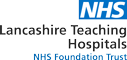 NHS
Lancashire Teaching
Hospitals
NHS Foundation Trust